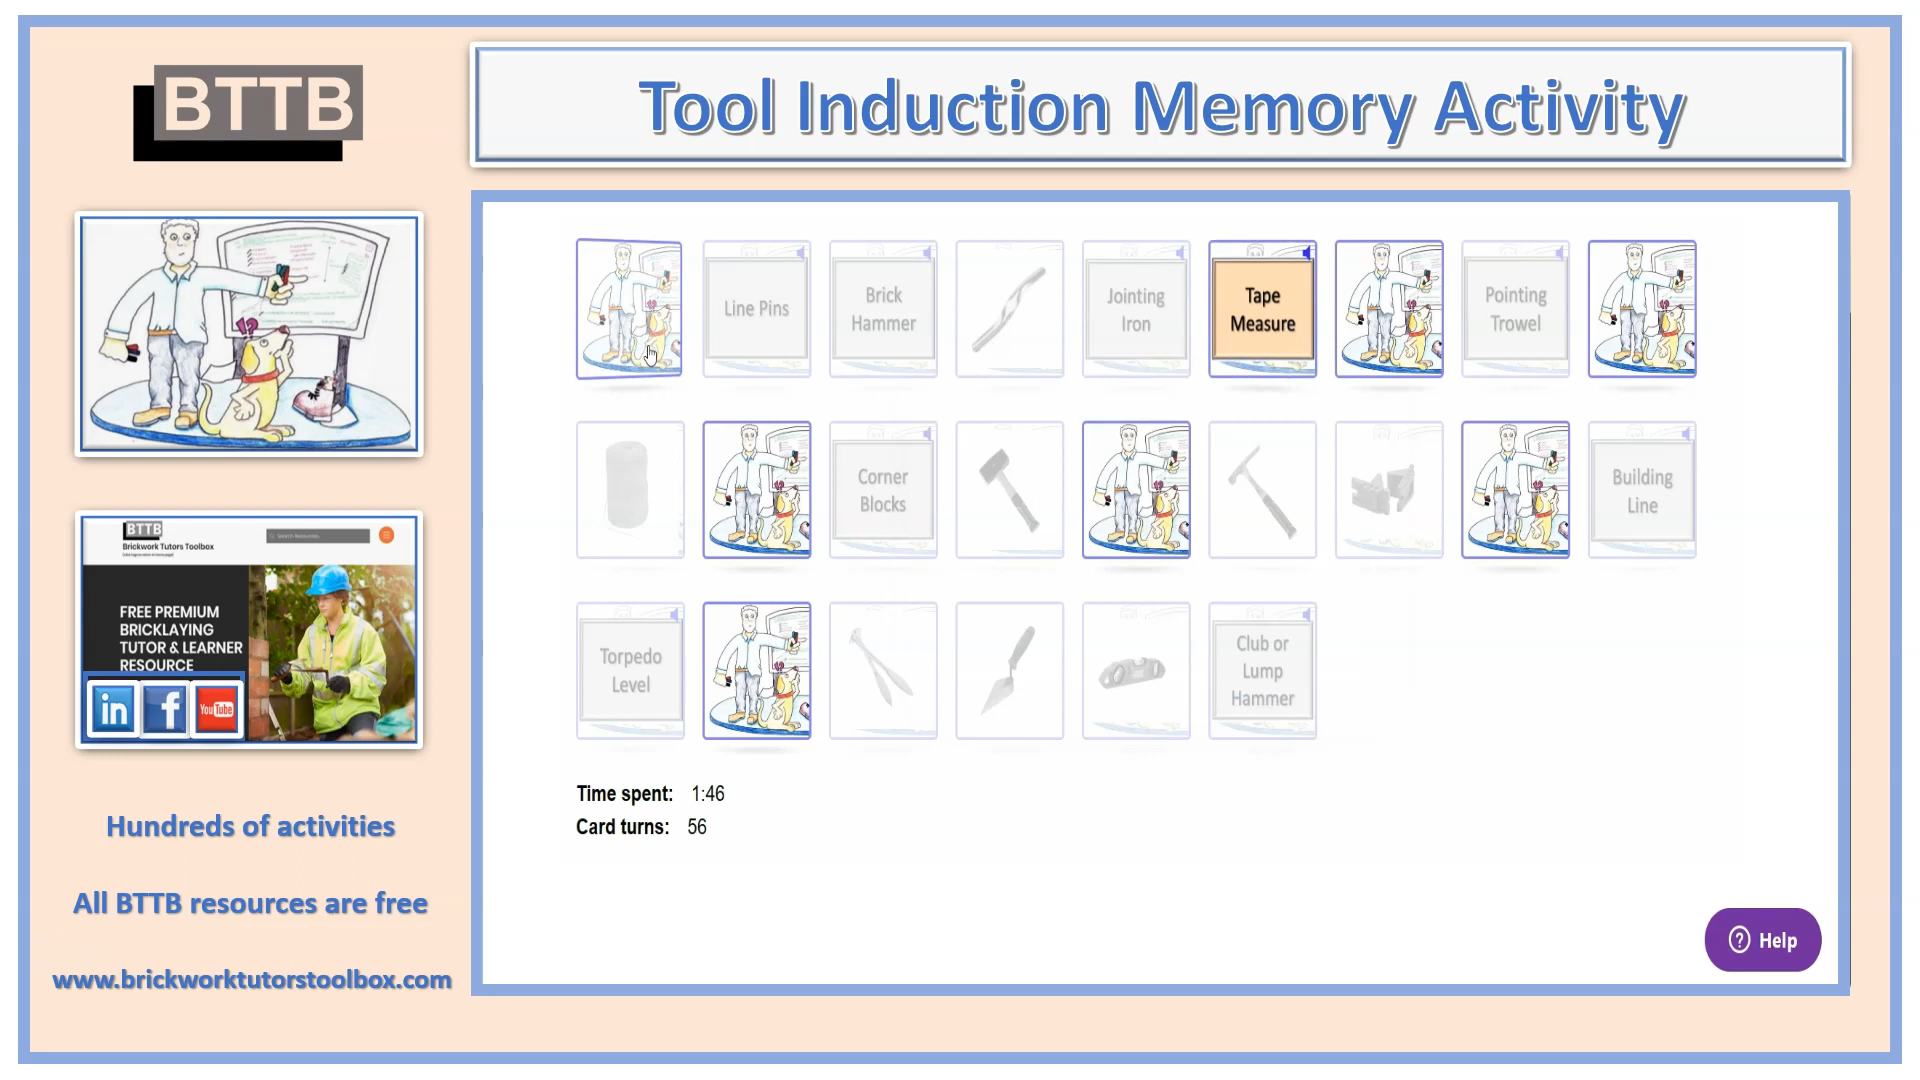 BTTB
Tool Induction Memory Activity
Line Pins
Brick
Hammer
Jointing
Iron
Tape
Measure
Pointing
Trowel
Corner
Blocks
Building
Line
Torpedo
Level
Club or
Lump
Hammer
BTTB
Brickwork Tutors Toolbox
Search Resources
FREE PREMIUM
BRICKLAYING
TUTOR & LEARNER
RESOURCE
in
f
YouTube
Time spent: 1:46
Card turns: 56
Hundreds of activities
All BTTB resources are free
www.brickworktutorstoolbox.com
Help